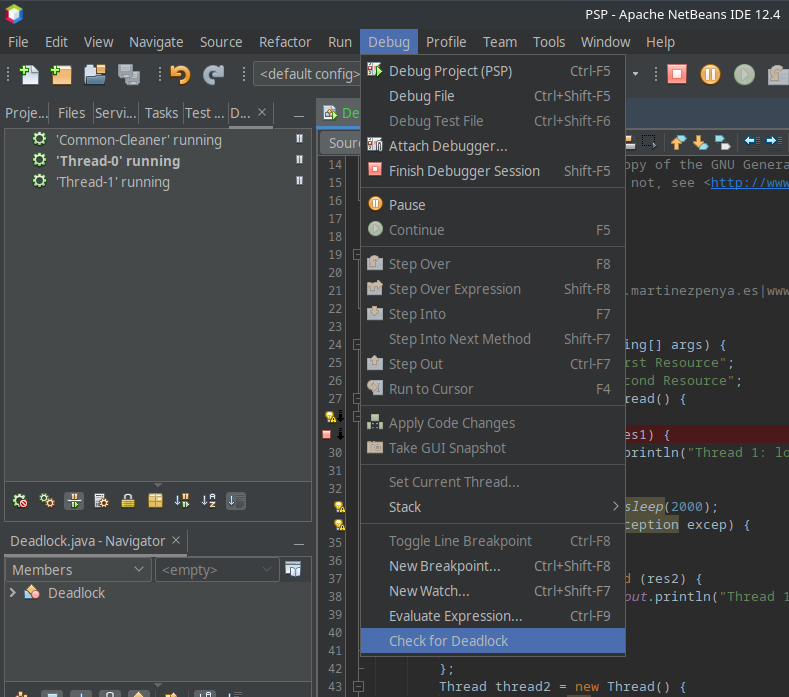 PSP - Apache NetBeans IDE 12.4
File Edit View Navigate Source Refactor Run Debug Profile Team Tools Window Help
<default config>
Debug Project (PSP) Ctrl-F5
Debug File Ctrl+Shift-F5
Debug Test File Ctrl+Shift-F6
Attach Debugger...
Finish Debugger Session Shift-F5
Pause
Continue F5
Step Over F8
Step Over Expression Shift-F8
Step Into F7
Step Into Next Method Shift-F7
Step Out Ctrl-F7
Run to Cursor F4
Apply Code Changes
Take GUI Snapshot
Set Current Thread...
Stack
Toggle Line Breakpoint Ctrl-F8
New Breakpoint... Ctrl+Shift-F8
New Watch... Ctrl+Shift-F7
Evaluate Expression... Ctrl-F9
Check for Deadlock
Proje... Files Servi... Tasks Test ... D...
'Common-Cleaner' running
'Thread-0' running
'Thread-1' running
Deadlock.java - Navigator
Members <empty>
Deadlock
De
Sour
14 opy of the GNU Genera
15 not, see <http://www
16
17
18
19
20
21 .martinezpenya.es|www
22
23
24 ing[] args) {
25 rst Resource";
26 cond Resource";
27 read() {
es1) {
30 println("Thread 1: lo
31
32
sleep(2000);
ception excep) {
35
36
37 d (res2) {
38 out.println("Thread 1
39
40
41
42 };
43 Thread thread2 = new Thread() {